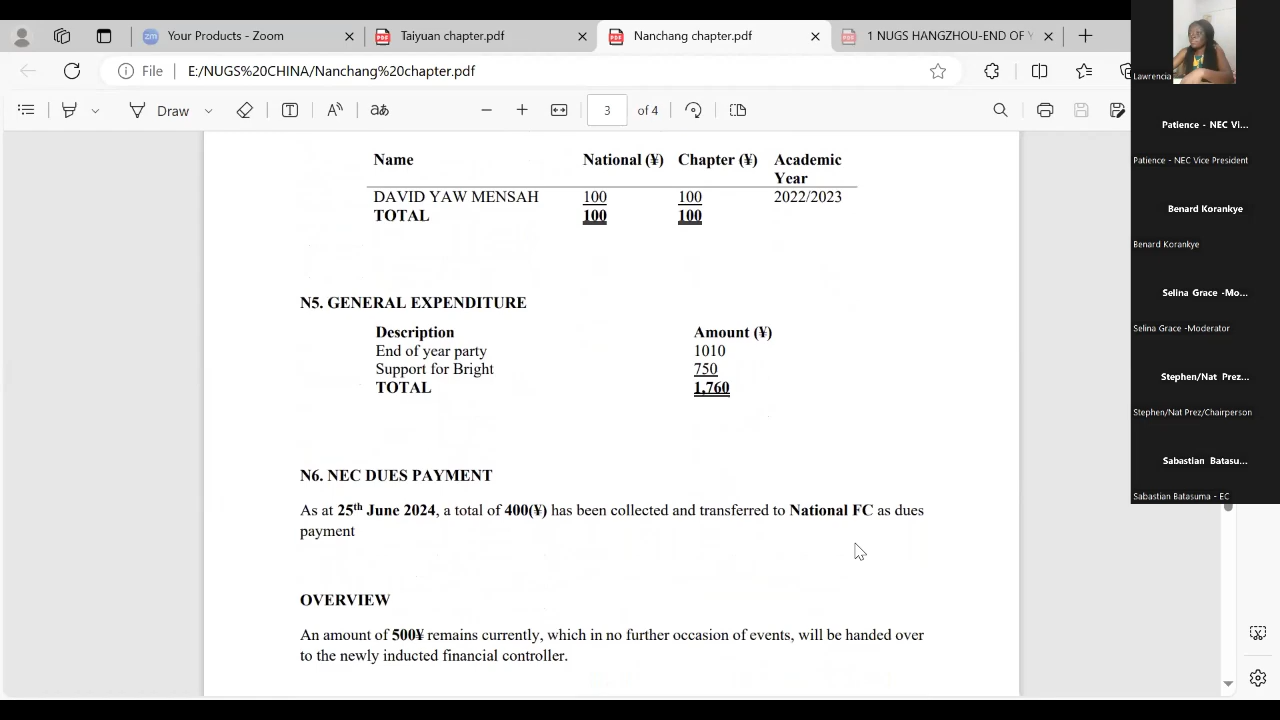 Your Products - Zoom
Taiyuan chapter.pdf
Nanchang chapter.pdf
1 NUGS HANGZHOU-END OF Y
File E:/NUGS%20CHINA/Nanchang%20chapter.pdf
Draw
aあ
3 of 4
Name National (¥) Chapter (¥) Academic
Year
DAVID YAW MENSAH 100 100 2022/2023
TOTAL 100 100
N5. GENERAL EXPENDITURE
Description Amount (¥)
End of year party 1010
Support for Bright 750
TOTAL 1,760
N6. NEC DUES PAYMENT
As at 25th June 2024, a total of 400(¥) has been collected and transferred to National FC as dues
payment
OVERVIEW
An amount of 500¥ remains currently, which in no further occasion of events, will be handed over
to the newly inducted financial controller.
Lawrencia
Patience - NEC Vi...
Patience - NEC Vice President
Benard Korankye
Benard Korankye
Selina Grace -Mo...
Selina Grace -Moderator
Stephen/Nat Prez...
Stephen/Nat Prez/Chairperson
Sabastian Batasu...
Sabastian Batasuma - EC